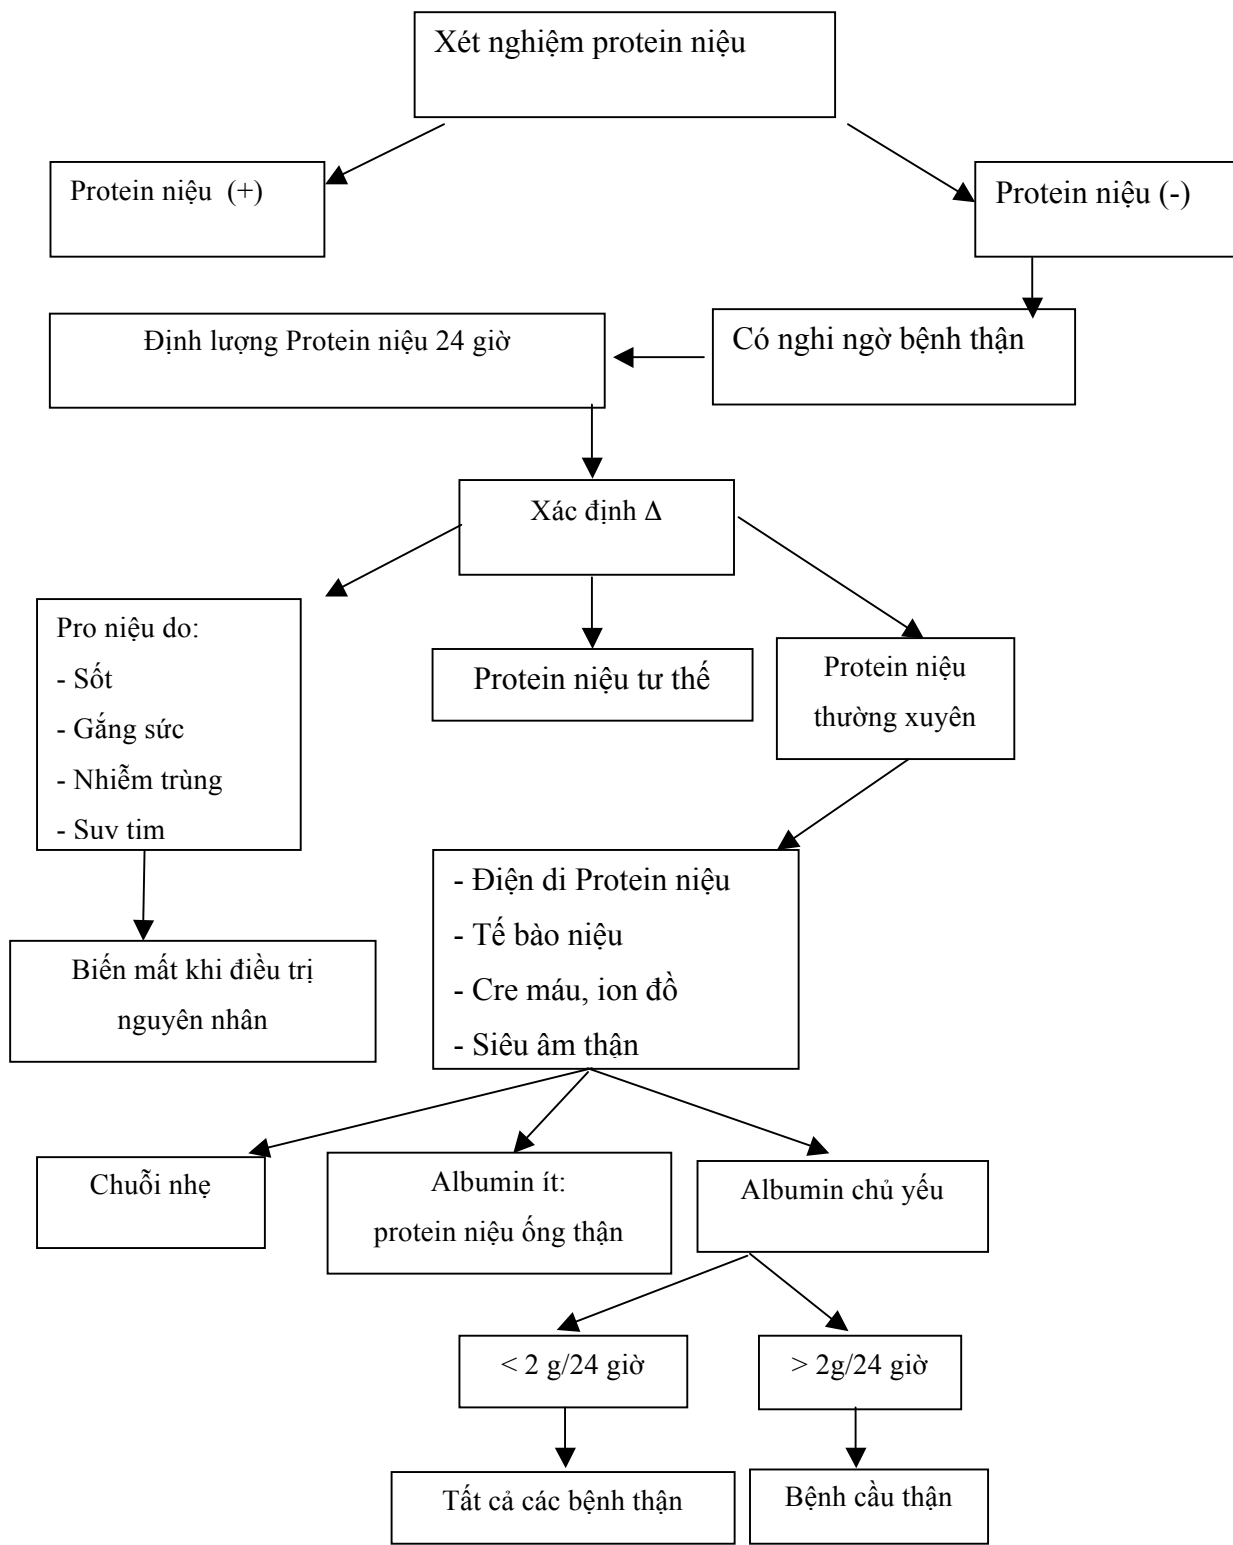 Xét nghiệm protein niệu
Protein niệu (+)
Protein niệu (-)
Định lượng Protein niệu 24 giờ
Có nghi ngờ bệnh thận
Xác định Δ
Pro niệu do:
- Sốt
- Gắng sức
- Nhiễm trùng
- Suy tim
Protein niệu tư thế
Protein niệu
thường xuyên
Biến mất khi điều trị
nguyên nhân
- Điện di Protein niệu
- Tế bào niệu
- Cre máu, ion đồ
- Siêu âm thận
Chuỗi nhẹ
Albumin ít:
protein niệu ống thận
Albumin chủ yếu
< 2 g/24 giờ
> 2g/24 giờ
Tất cả các bệnh thận
Bệnh cầu thận